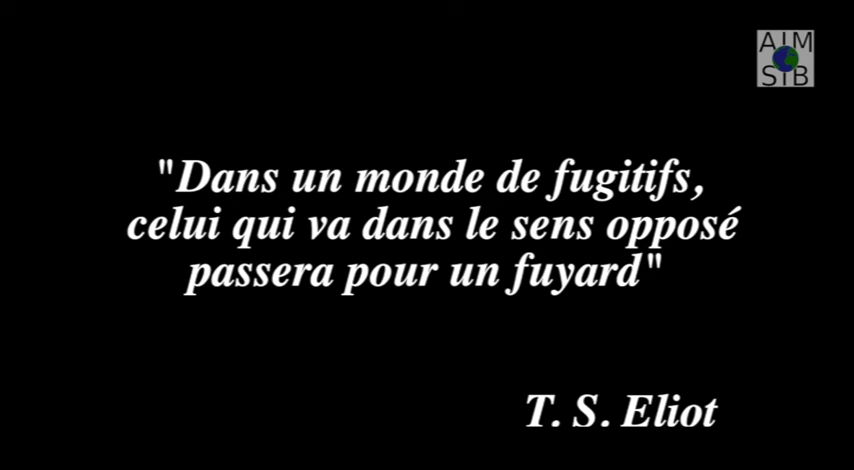 AIM
SIB
"Dans un monde de fugitifs,
celui qui va dans le sens opposé
passera pour un fuyard"
T. S. Eliot